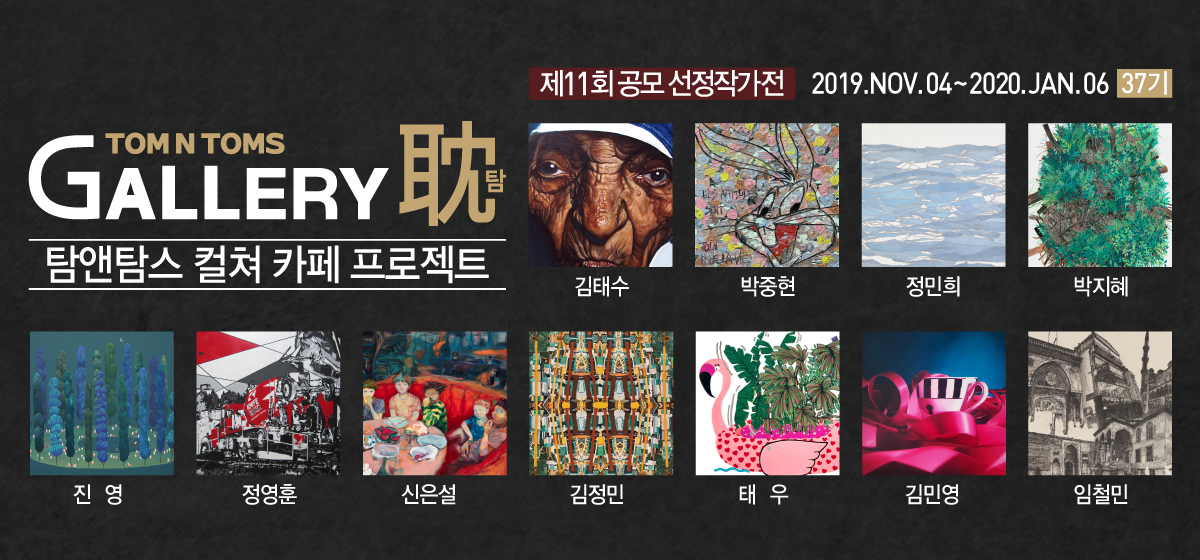 제11회 공모 선정작가전 2019.NOV.04~2020.JAN.06 37기
TOM N TOMS
GALLERY 耽 탐
탐앤탐스 컬쳐 카페 프로젝트
김태수 박중현 정민희 박지혜
진 영 정영훈 신은설 김정민 태 우 김민영 임철민